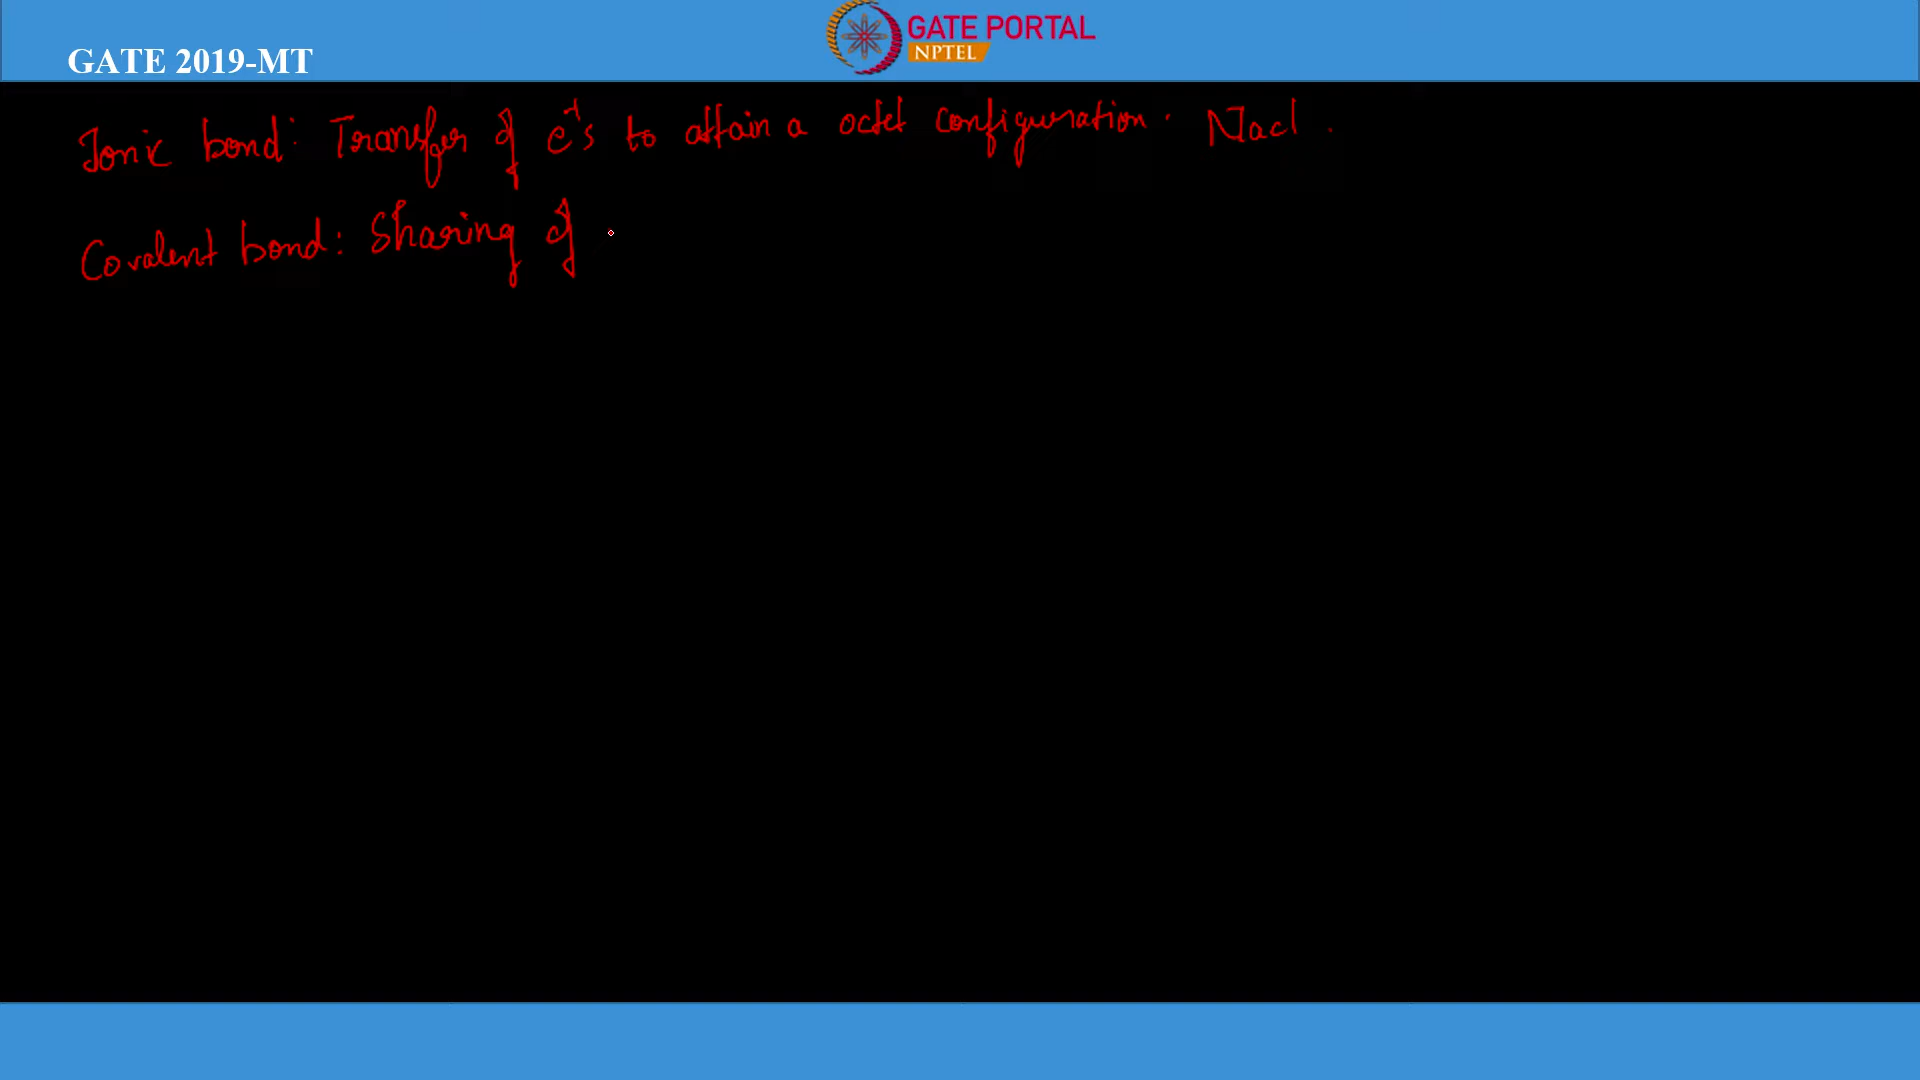 GATE PORTAL
NPTEL
GATE 2019-MT
Ionic bond: Transfer of e⁻s to attain a octet configuration. Nacl.
Covalent bond: Sharing of